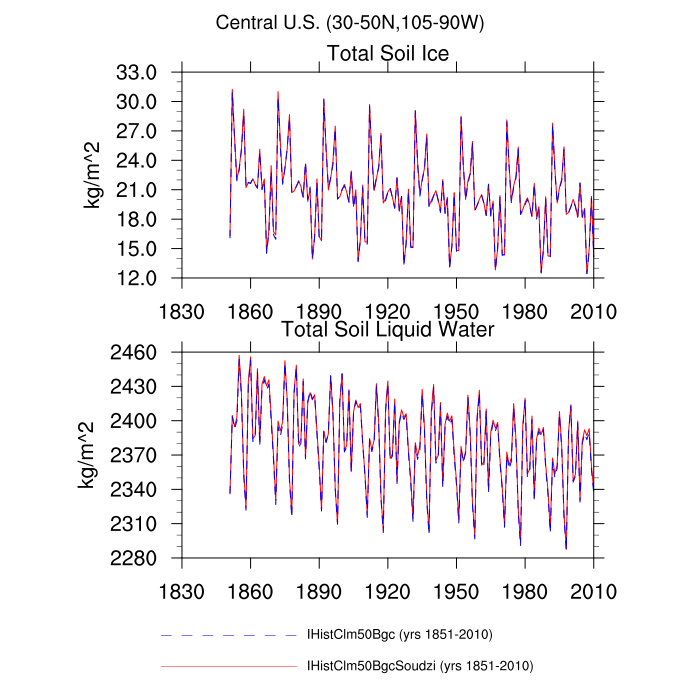 Central U.S. (30-50N,105-90W)
Total Soil Ice
33.0
30.0
27.0
24.0
21.0
18.0
15.0
12.0
kg/m^2
1830 1860 1890 1920 1950 1980 2010
Total Soil Liquid Water
2460
2430
2400
2370
2340
2310
2280
kg/m^2
1830 1860 1890 1920 1950 1980 2010
IHistClm50Bgc (yrs 1851-2010)
IHistClm50BgcSoudzi (yrs 1851-2010)